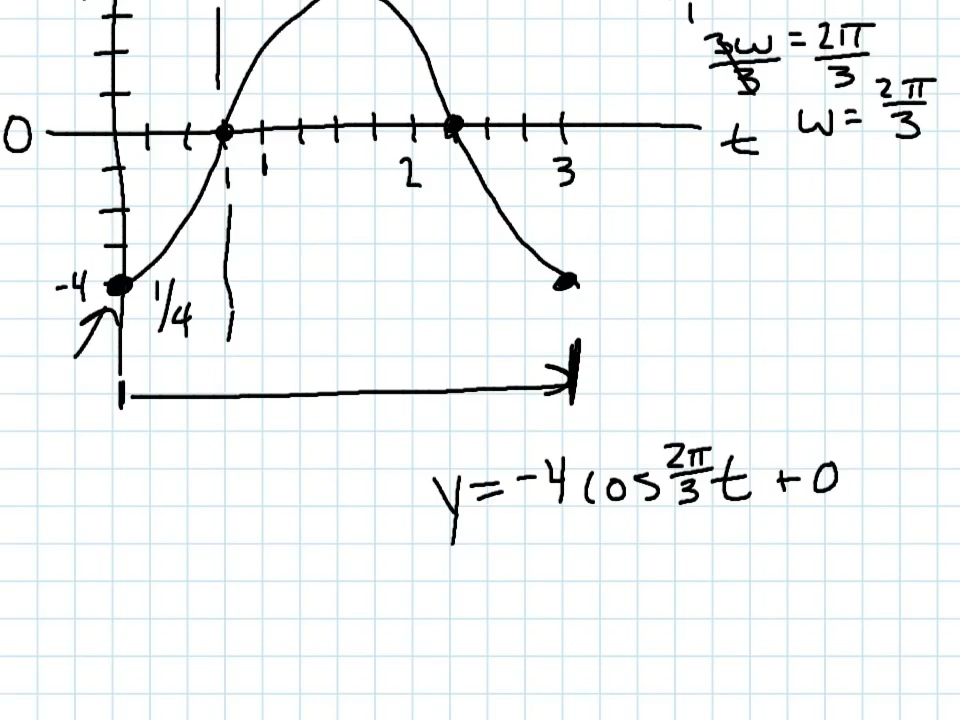 3w/3 = 2π/3
0
t
w = 2π/3
1 2 3
-4
1/4
y = -4 cos 2π/3 t + 0